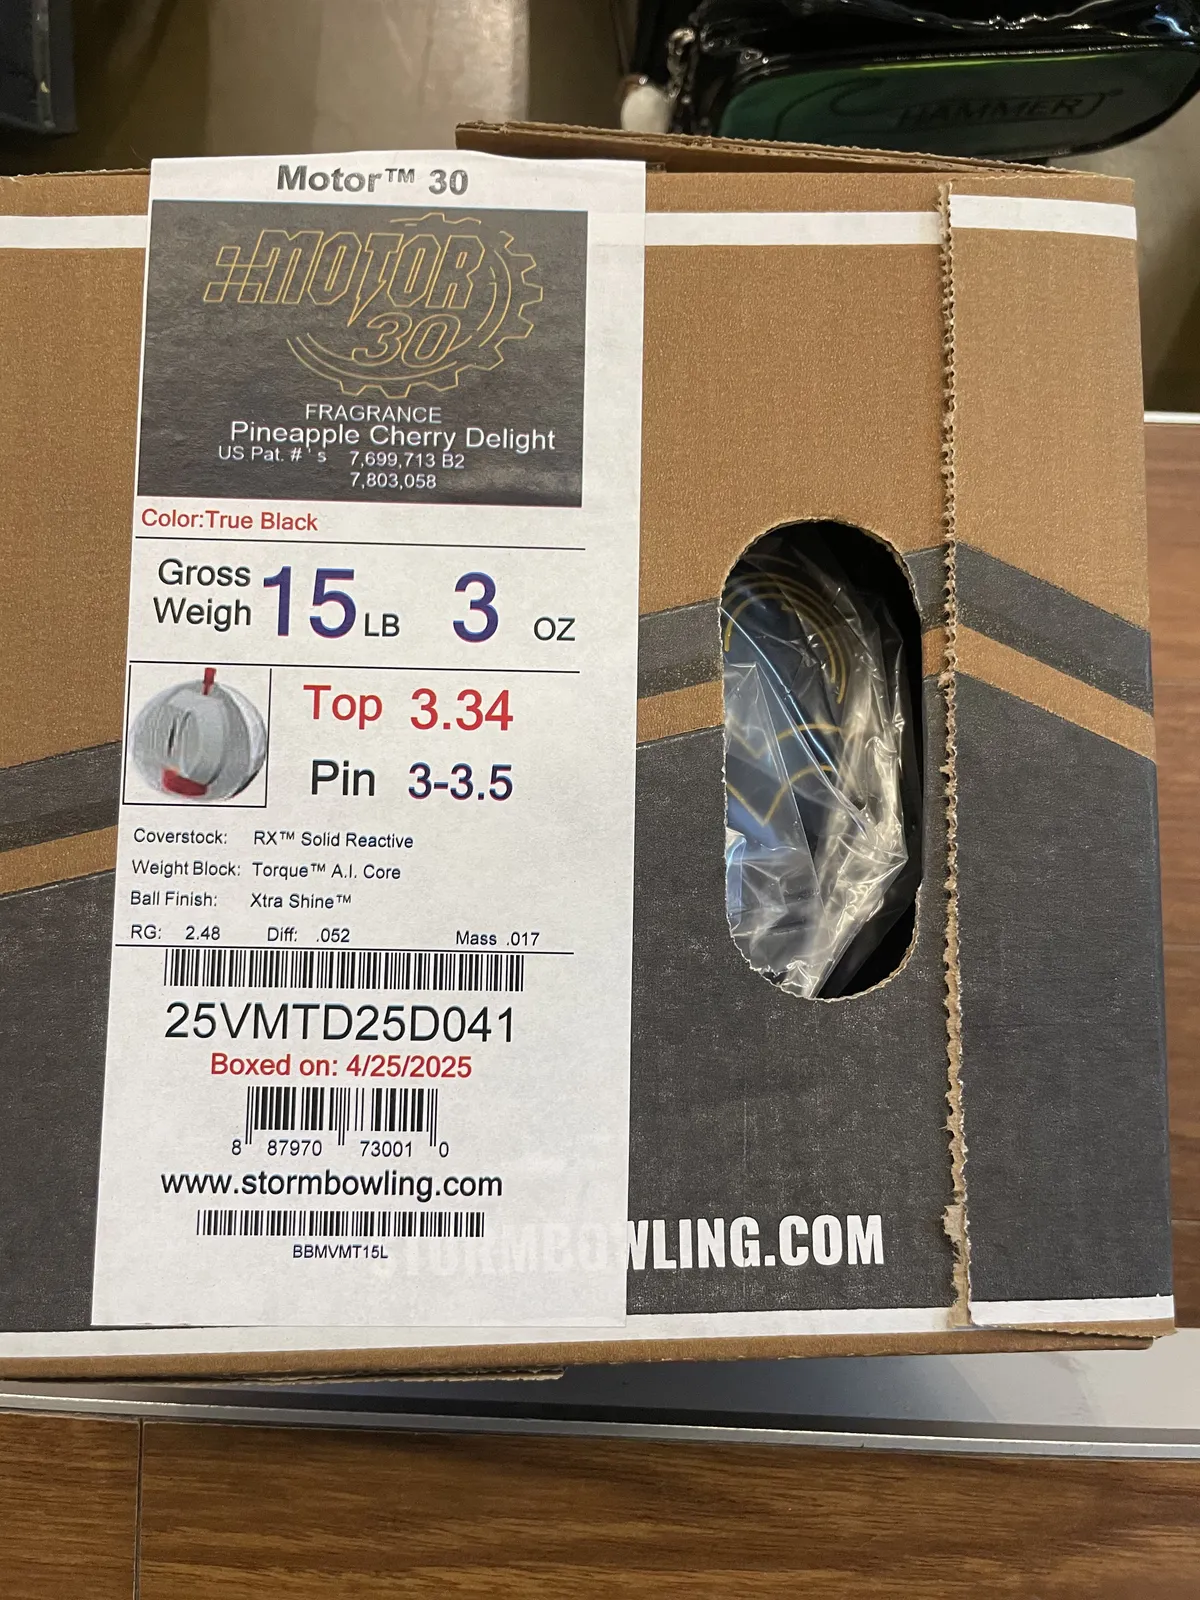 HAMMER
Motor™ 30
MOTOR
30
FRAGRANCE
Pineapple Cherry Delight
US Pat. #'s 7,699,713 B2
7,803,058
Color:True Black
Gross Weigh 15 LB 3 OZ
Top 3.34
Pin 3-3.5
Coverstock: RX™ Solid Reactive
Weight Block: Torque™ A.I. Core
Ball Finish: Xtra Shine™
RG: 2.48 Diff: .052 Mass .017
25VMTD25D041
Boxed on: 4/25/2025
8 87970 73001 0
www.stormbowling.com
BBMVMT15L
STORMBOWLING.COM